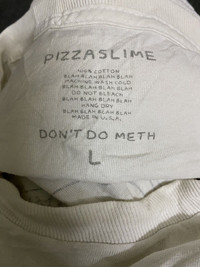 PIZZASLIME
100% COTTON
BLAH BLAH BLAH BLAH
MACHINE WASH COLD
BLAH BLAH BLAH BLAH
DO NOT BLEACH
BLAH BLAH BLAH BLAH
HANG DRY
BLAH BLAH BLAH BLAH
MADE IN U.S.A.
DON'T DO METH
L